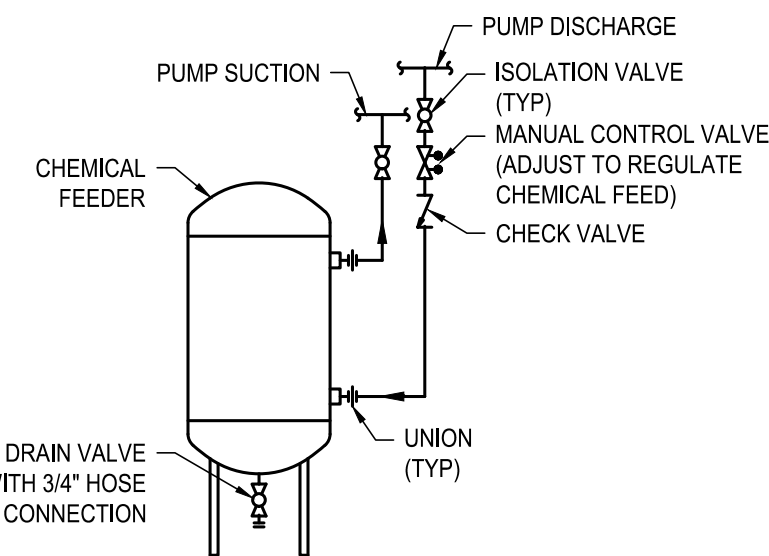 PUMP DISCHARGE
PUMP SUCTION
ISOLATION VALVE
(TYP)
MANUAL CONTROL VALVE
(ADJUST TO REGULATE
CHEMICAL FEED)
CHEMICAL
FEEDER
CHECK VALVE
UNION
(TYP)
DRAIN VALVE
WITH 3/4" HOSE
CONNECTION